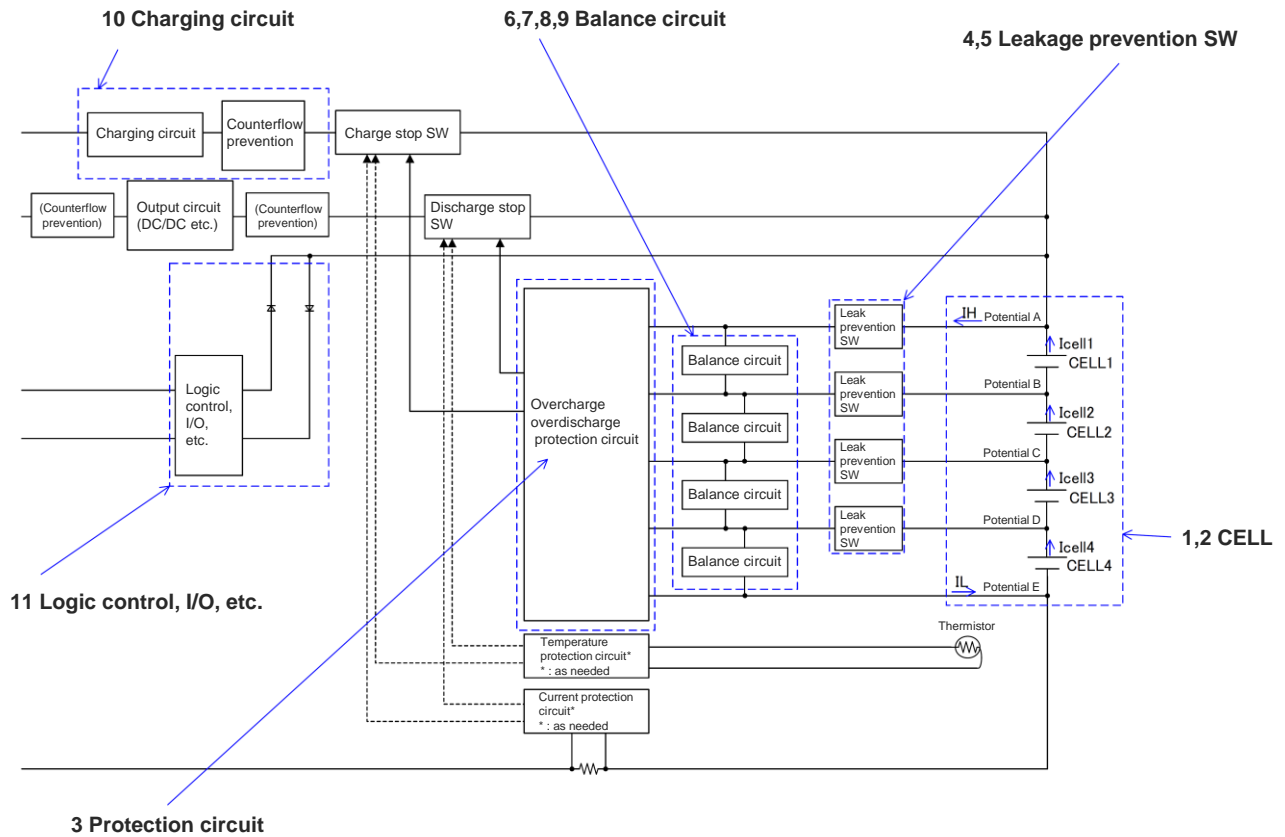 10 Charging circuit
6,7,8,9 Balance circuit
4,5 Leakage prevention SW
Charging circuit
Counterflow
prevention
Charge stop SW
(Counterflow
prevention)
Output circuit
(DC/DC etc.)
(Counterflow
prevention)
Discharge stop
SW
Logic
control,
I/O,
etc.
Overcharge
overdischarge
protection circuit
Balance circuit
Balance circuit
Balance circuit
Balance circuit
Leak
prevention
SW
Leak
prevention
SW
Leak
prevention
SW
Leak
prevention
SW
IH
Potential A
Icell1
CELL1
Potential B
Icell2
CELL2
Potential C
Icell3
CELL3
Potential D
Icell4
CELL4
IL
Potential E
1,2 CELL
11 Logic control, I/O, etc.
Thermistor
Temperature
protection circuit*
* : as needed
Current protection
circuit*
* : as needed
3 Protection circuit